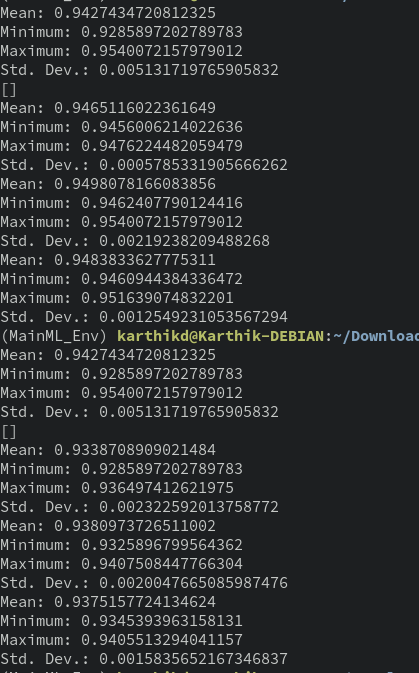 Mean: 0.9427434720812325
Minimum: 0.9285897202789783
Maximum: 0.9540072157979012
Std. Dev.: 0.005131719765905832
[]
Mean: 0.9465116022361649
Minimum: 0.9456006214022636
Maximum: 0.9476224482059479
Std. Dev.: 0.0005785331905666262
Mean: 0.9498078166083856
Minimum: 0.9462407790124416
Maximum: 0.9540072157979012
Std. Dev.: 0.00219238209488268
Mean: 0.9483833627775311
Minimum: 0.9460944384336472
Maximum: 0.951639074832201
Std. Dev.: 0.0012549231053567294
(MainML_Env) karthikd@Karthik-DEBIAN:~/Download
Mean: 0.9427434720812325
Minimum: 0.9285897202789783
Maximum: 0.9540072157979012
Std. Dev.: 0.005131719765905832
[]
Mean: 0.9338708909021484
Minimum: 0.9285897202789783
Maximum: 0.936497412621975
Std. Dev.: 0.002322592013758772
Mean: 0.9380973726511002
Minimum: 0.9325896799564362
Maximum: 0.9407508447766304
Std. Dev.: 0.0020047665085987476
Mean: 0.9375157724134624
Minimum: 0.9345393963158131
Maximum: 0.9405513294041157
Std. Dev.: 0.0015835652167346837